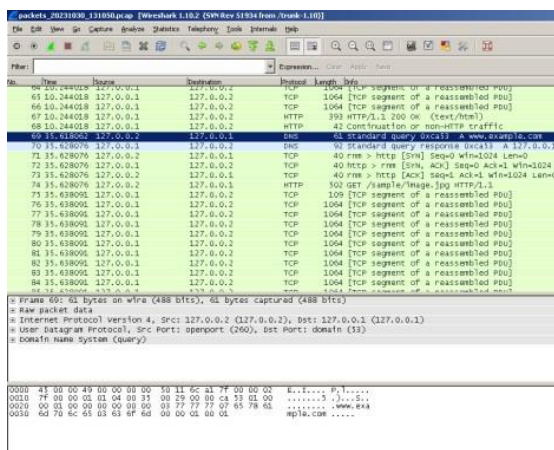 packets_20231030_131050.pcap [Wireshark 1.10.2 (SVN Rev 51934 from /trunk-1.10)]
File Edit View Go Capture Analyze Statistics Telephony Tools Internals Help
Filter: Expression... Clear Apply Save
No. Time Source Destination Protocol Length Info
64 10.244018 127.0.0.1 127.0.0.2 TCP 1064 [TCP segment of a reassembled PDU]
65 10.244018 127.0.0.1 127.0.0.2 TCP 1064 [TCP segment of a reassembled PDU]
66 10.244018 127.0.0.1 127.0.0.2 TCP 1064 [TCP segment of a reassembled PDU]
67 10.244018 127.0.0.1 127.0.0.2 HTTP 393 HTTP/1.1 200 OK (text/html)
68 10.244018 127.0.0.1 127.0.0.2 HTTP 42 Continuation or non-HTTP traffic
69 35.618062 127.0.0.2 127.0.0.1 DNS 61 Standard query 0xca53 A www.example.com
70 35.628076 127.0.0.1 127.0.0.2 DNS 92 Standard query response 0xca53 A 127.0.0.1
71 35.628076 127.0.0.2 127.0.0.1 TCP 40 rnm > http [SYN] Seq=0 Win=1024 Len=0
72 35.628076 127.0.0.1 127.0.0.2 TCP 40 http > rnm [SYN, ACK] Seq=0 Ack=1 Win=1024
73 35.628076 127.0.0.2 127.0.0.1 TCP 40 rnm > http [ACK] Seq=1 Ack=1 Win=1024 Len=0
74 35.628076 127.0.0.2 127.0.0.1 HTTP 502 GET /sample/image.jpg HTTP/1.1
75 35.638091 127.0.0.1 127.0.0.2 TCP 109 [TCP segment of a reassembled PDU]
76 35.638091 127.0.0.1 127.0.0.2 TCP 1064 [TCP segment of a reassembled PDU]
77 35.638091 127.0.0.1 127.0.0.2 TCP 1064 [TCP segment of a reassembled PDU]
78 35.638091 127.0.0.1 127.0.0.2 TCP 1064 [TCP segment of a reassembled PDU]
79 35.638091 127.0.0.1 127.0.0.2 TCP 1064 [TCP segment of a reassembled PDU]
80 35.638091 127.0.0.1 127.0.0.2 TCP 1064 [TCP segment of a reassembled PDU]
81 35.638091 127.0.0.1 127.0.0.2 TCP 1064 [TCP segment of a reassembled PDU]
82 35.638091 127.0.0.1 127.0.0.2 TCP 1064 [TCP segment of a reassembled PDU]
83 35.638091 127.0.0.1 127.0.0.2 TCP 1064 [TCP segment of a reassembled PDU]
84 35.638091 127.0.0.1 127.0.0.2 TCP 1064 [TCP segment of a reassembled PDU]
Frame 69: 61 bytes on wire (488 bits), 61 bytes captured (488 bits)
Raw packet data
Internet Protocol Version 4, Src: 127.0.0.2 (127.0.0.2), Dst: 127.0.0.1 (127.0.0.1)
User Datagram Protocol, Src Port: openport (260), Dst Port: domain (53)
Domain Name System (query)
0000 45 00 00 49 00 00 00 00 50 11 6c a1 7f 00 00 02 E..I.... P.l.....
0010 7f 00 00 01 01 04 00 35 00 29 00 00 ca 53 01 00 .......5 .)...S..
0020 00 01 00 00 00 00 00 00 03 77 77 77 07 65 78 61 ........ .www.exa
0030 6d 70 6c 65 03 63 6f 6d 00 00 01 00 01 mple.com .....